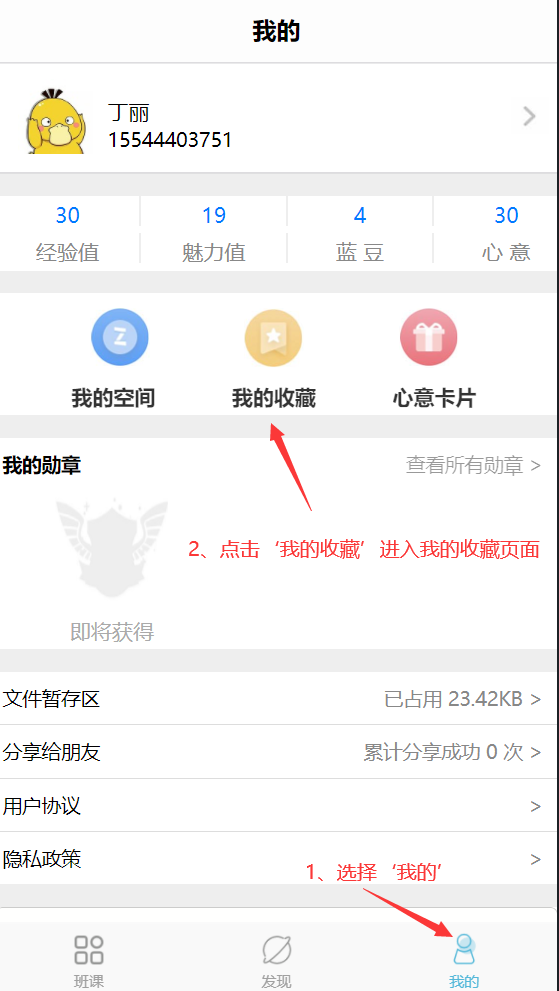 我的
丁丽
15544403751
30 19 4 30
经验值 魅力值 蓝 豆 心 意
我的空间 我的收藏 心意卡片
我的勋章 查看所有勋章 >
2、点击‘我的收藏’进入我的收藏页面
即将获得
文件暂存区 已占用 23.42KB >
分享给朋友 累计分享成功 0 次 >
用户协议 >
隐私政策 >
1、选择‘我的’
班课 发现 我的